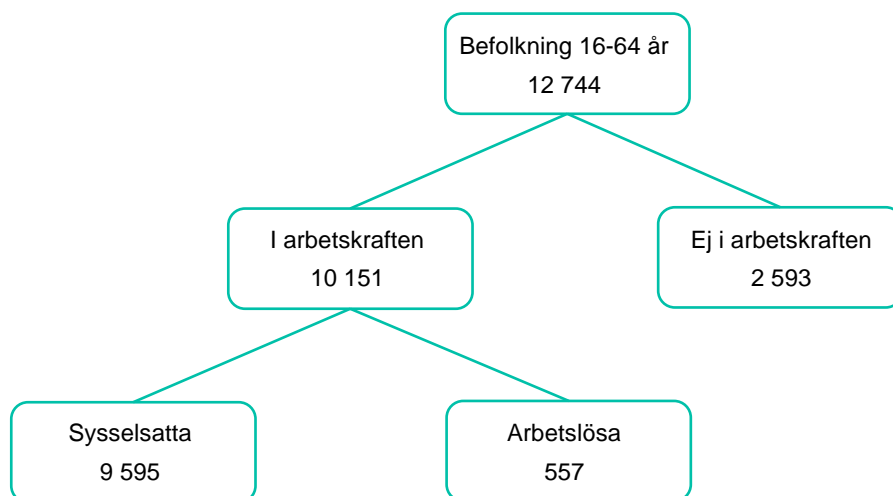 Befolkning 16-64 år
12 744
I arbetskraften
10 151
Ej i arbetskraften
2 593
Sysselsatta
9 595
Arbetslösa
557